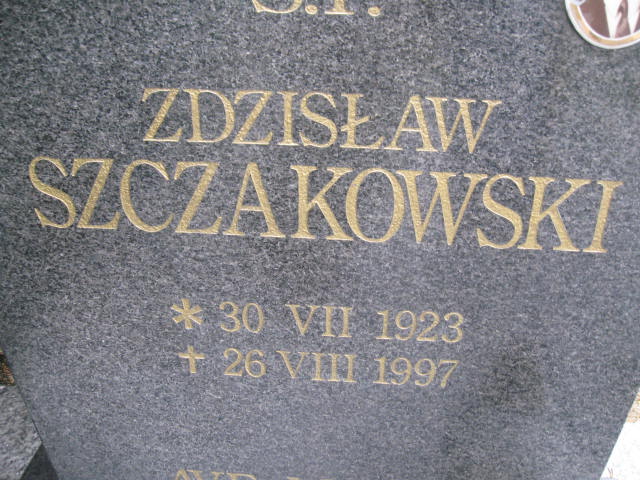 Ś.P.
ZDZISŁAW
SZCZAKOWSKI
* 30 VII 1923
✝ 26 VIII 1997